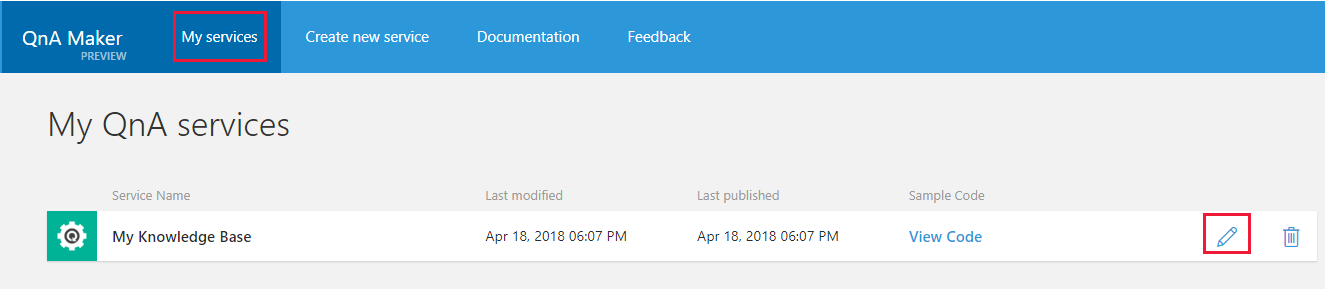 QnA Maker My services Create new service Documentation Feedback
PREVIEW
My QnA services
Service Name Last modified Last published Sample Code
My Knowledge Base Apr 18, 2018 06:07 PM Apr 18, 2018 06:07 PM View Code